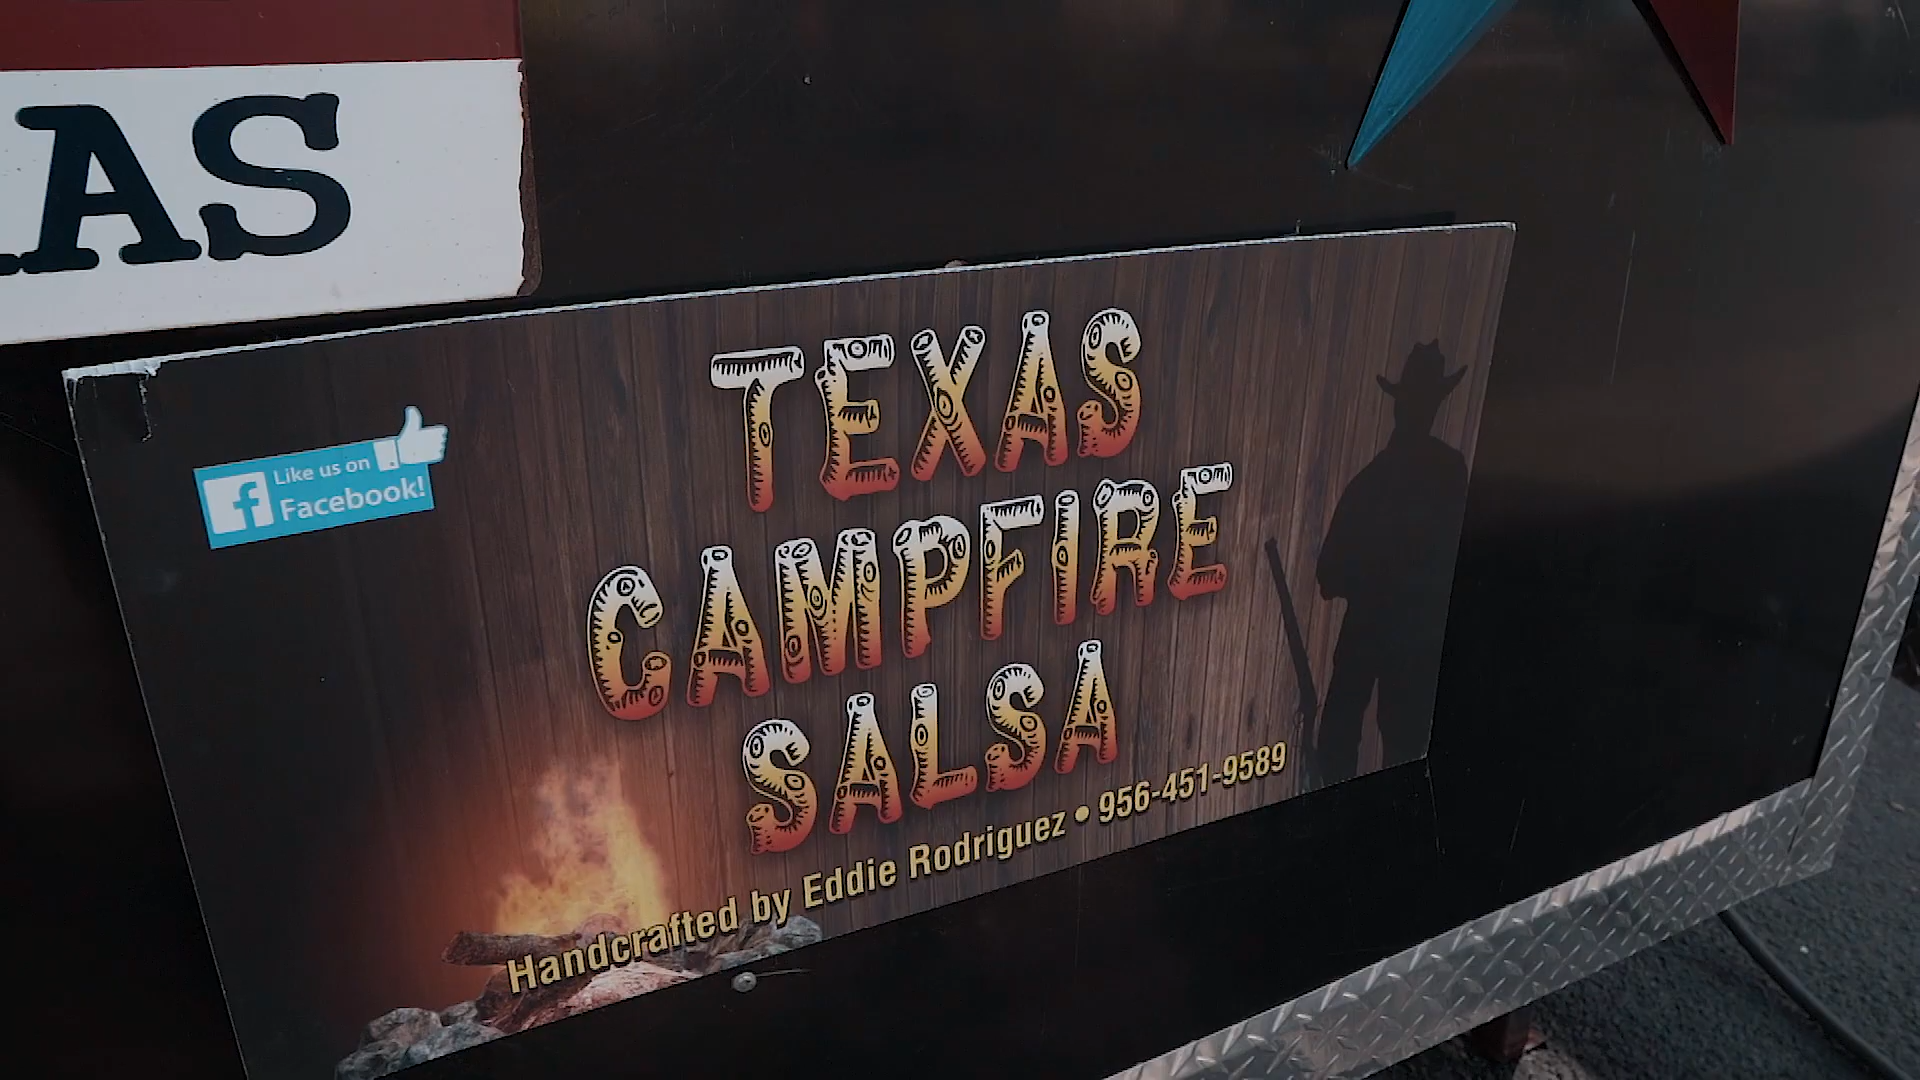 AS
Like us on
Facebook!
TEXAS
CAMPFIRE
SALSA
Handcrafted by Eddie Rodriguez • 956-451-9589